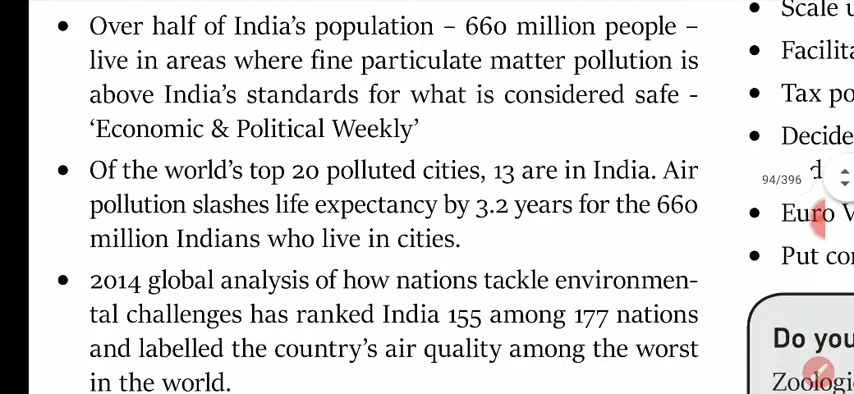 • Over half of India’s population – 660 million people –
live in areas where fine particulate matter pollution is
above India’s standards for what is considered safe -
‘Economic & Political Weekly’
• Of the world’s top 20 polluted cities, 13 are in India. Air
pollution slashes life expectancy by 3.2 years for the 660
million Indians who live in cities.
• 2014 global analysis of how nations tackle environmen-
tal challenges has ranked India 155 among 177 nations
and labelled the country’s air quality among the worst
in the world.
• Scale
• 
• Tax
• Decide
94/396
• Euro
• Put
Do you